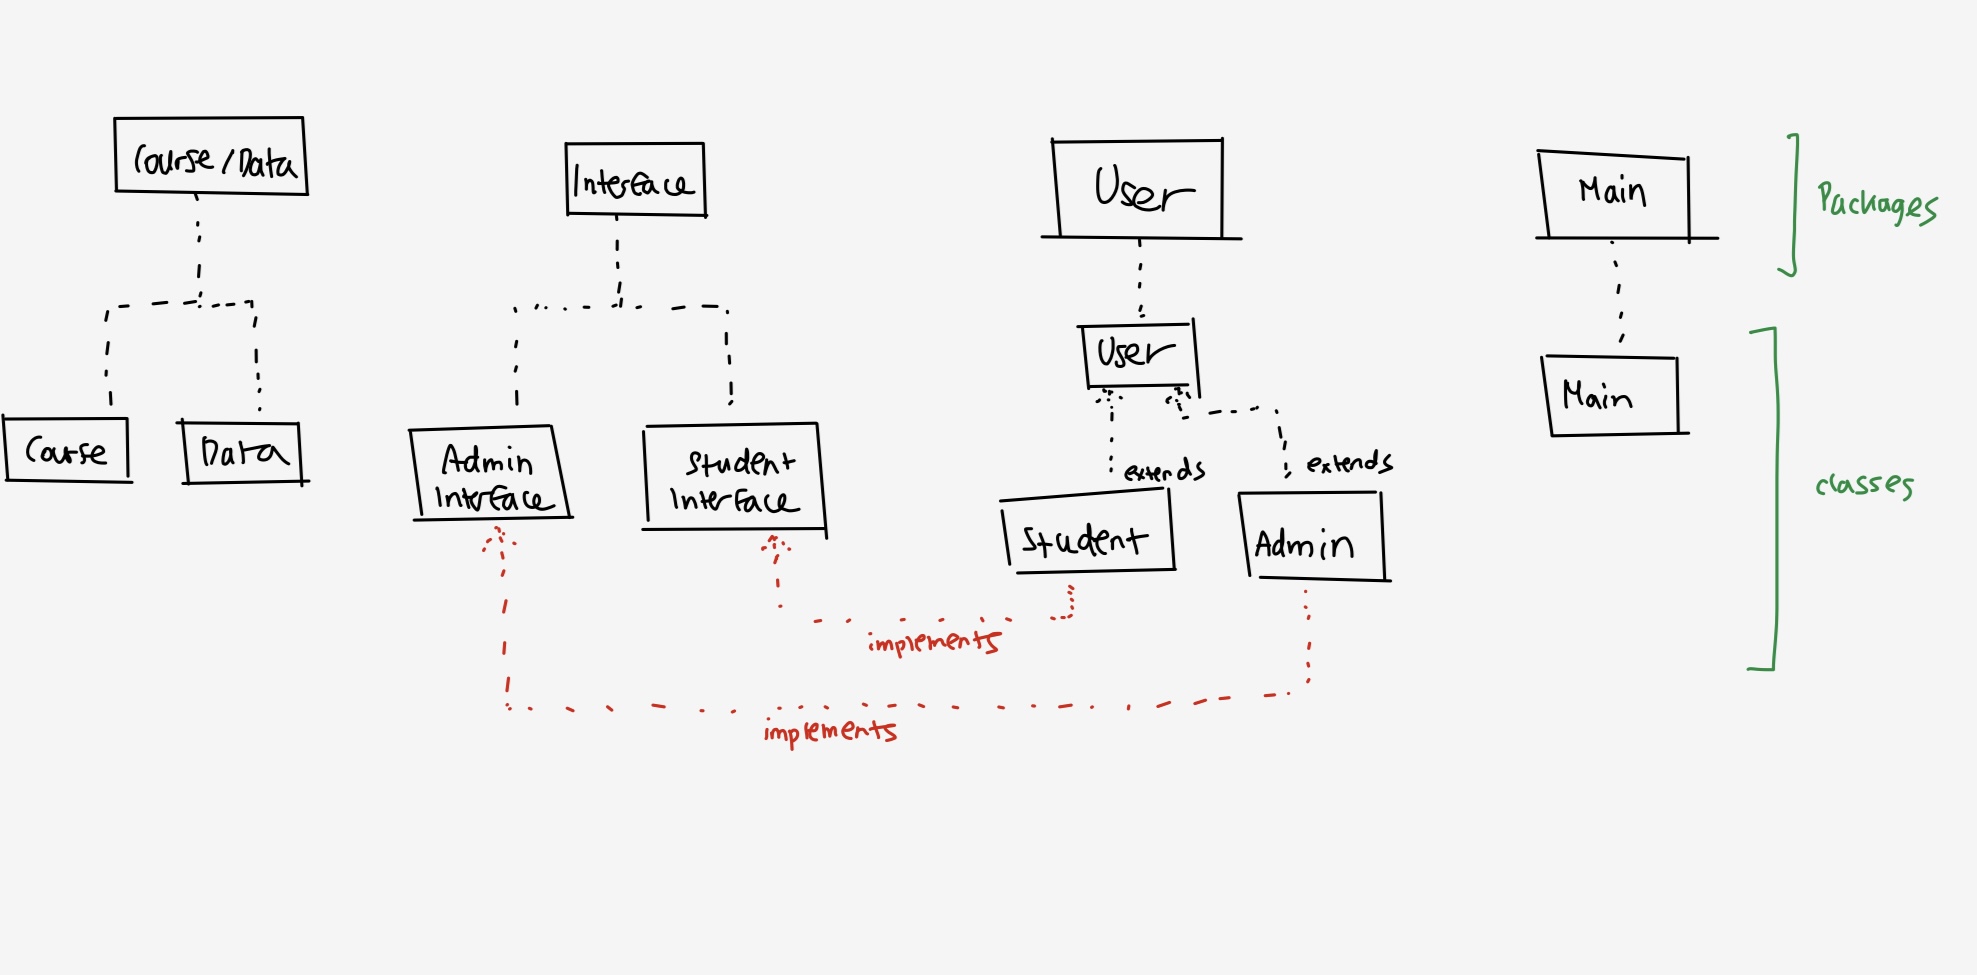 Course/Data
Interface
User
Main
Packages
User
Main
Course
Data
Admin
Interface
Student
Interface
extends
extends
classes
Student
Admin
implements
implements